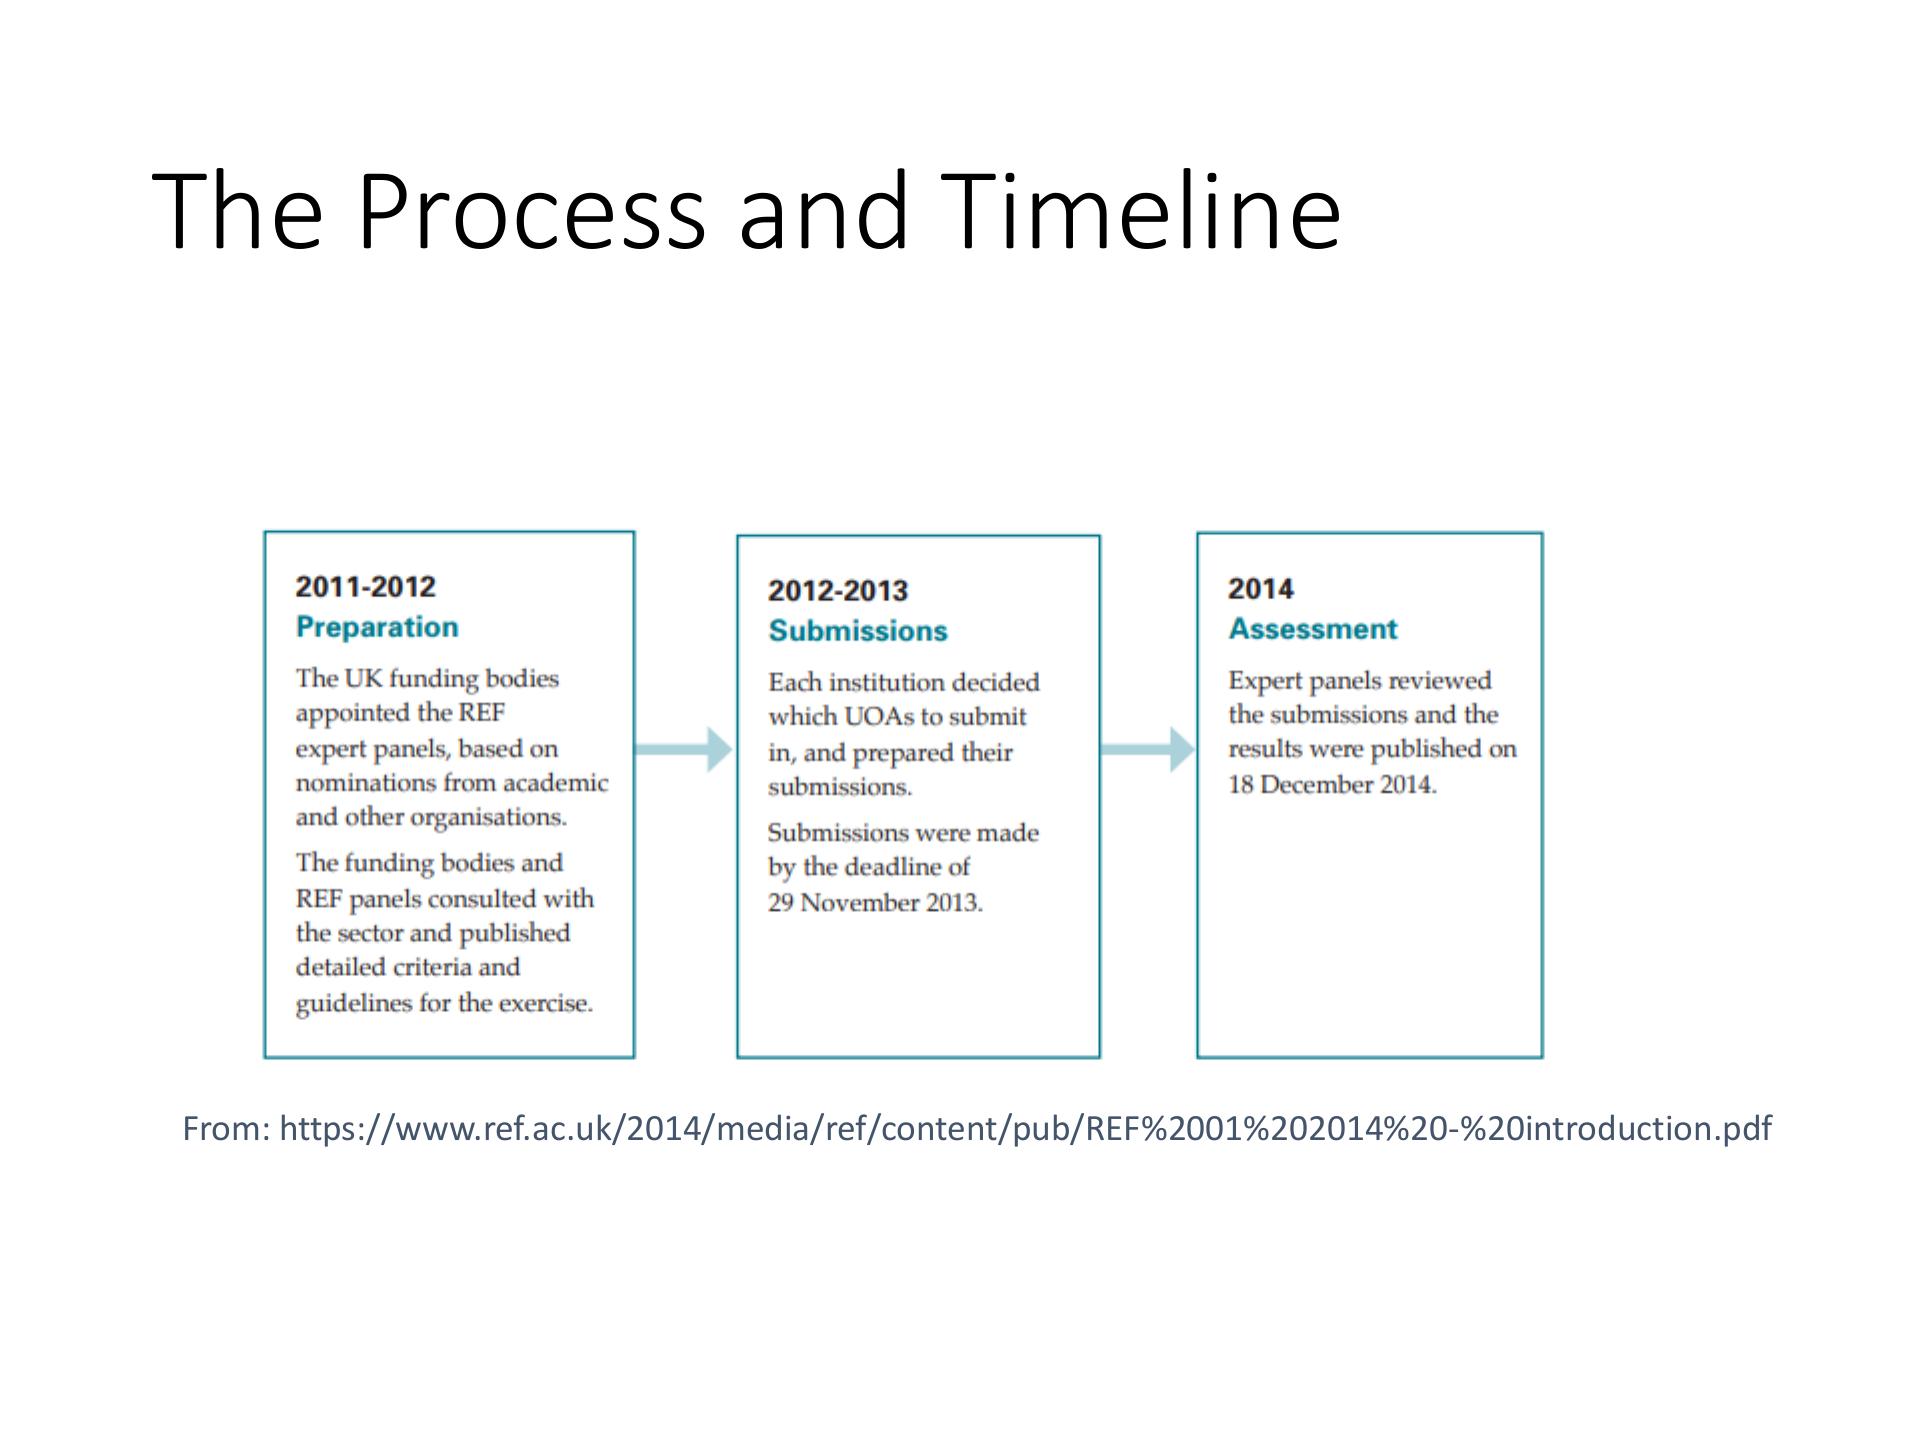 The Process and Timeline
2011-2012
Preparation
The UK funding bodies
appointed the REF
expert panels, based on
nominations from academic
and other organisations.
The funding bodies and
REF panels consulted with
the sector and published
detailed criteria and
guidelines for the exercise.
2012-2013
Submissions
Each institution decided
which UOAs to submit
in, and prepared their
submissions.
Submissions were made
by the deadline of
29 November 2013.
2014
Assessment
Expert panels reviewed
the submissions and the
results were published on
18 December 2014.
From: https://www.ref.ac.uk/2014/media/ref/content/pub/REF%2001%202014%20-%20introduction.pdf